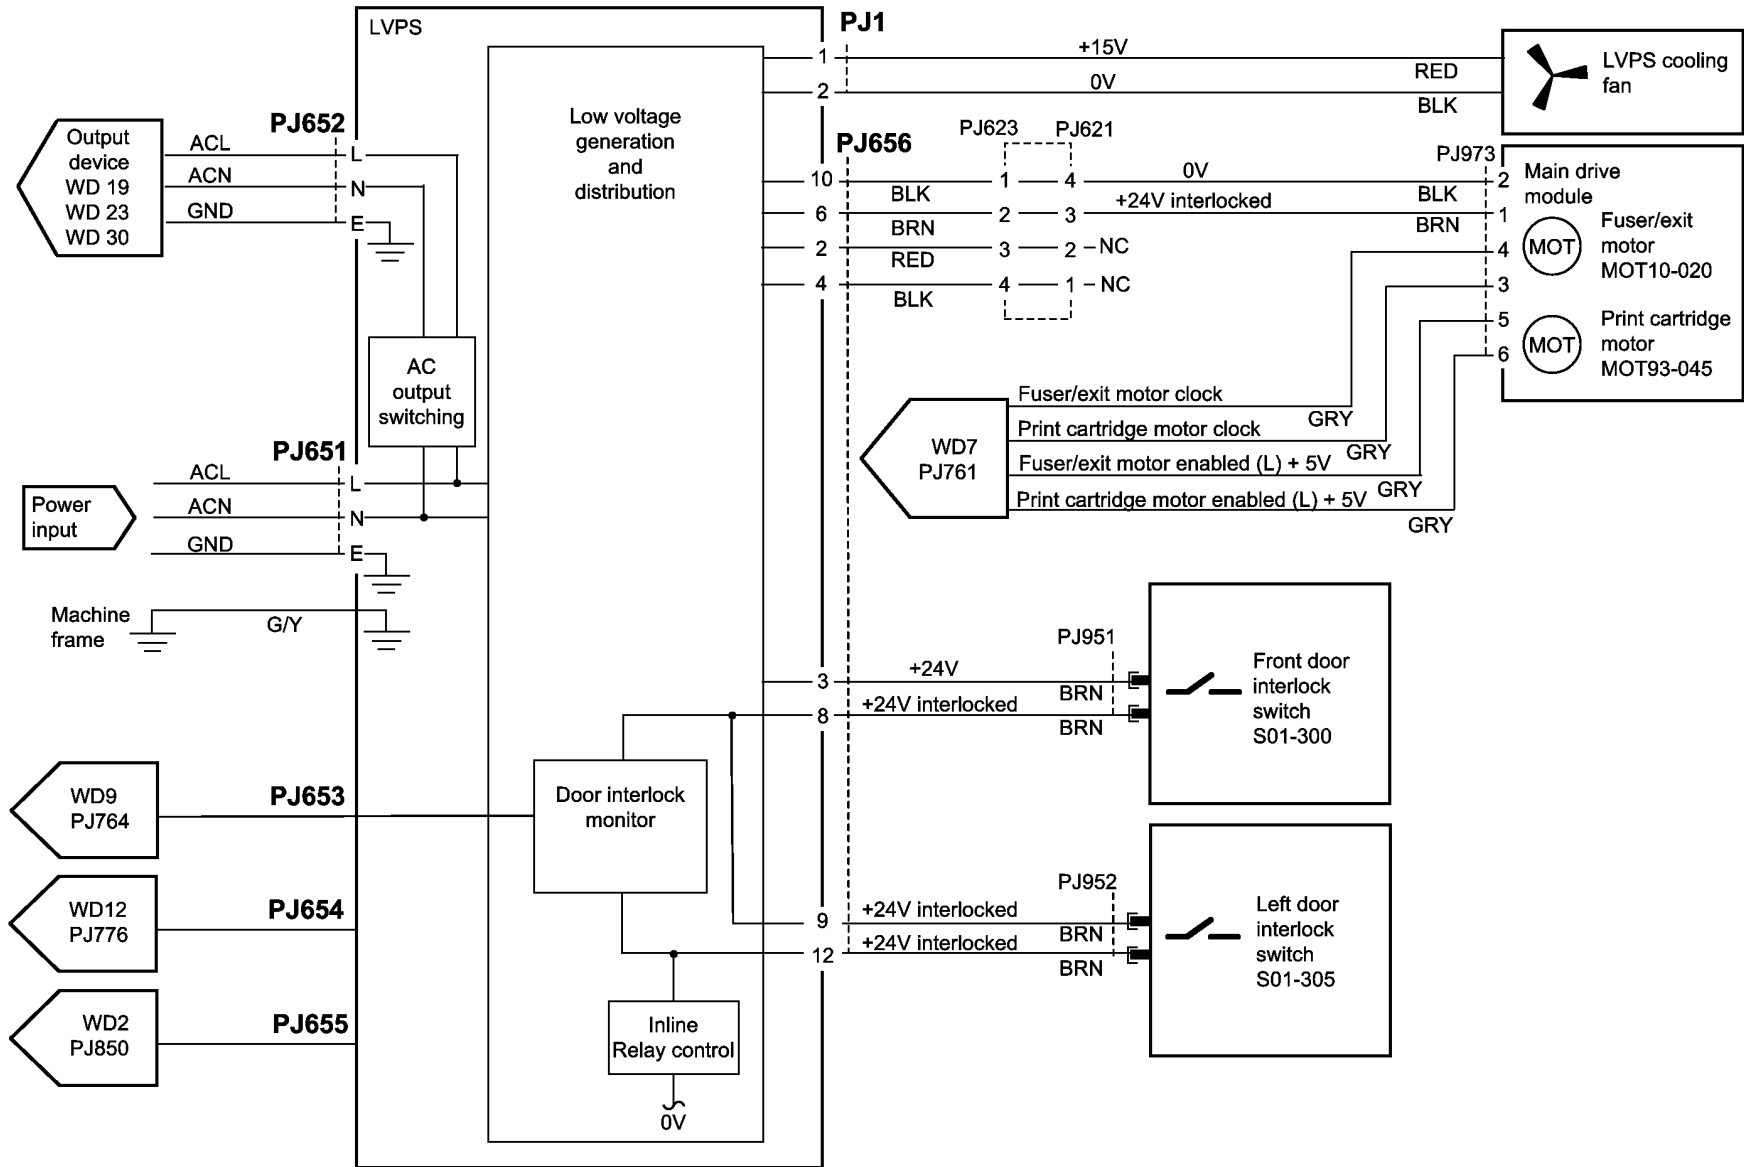 LVPS
PJ1
1
+15V
RED
2
0V
BLK
LVPS cooling
fan
Output
device
WD 19
WD 23
WD 30
PJ652
ACL
L
ACN
N
GND
E
Low voltage
generation
and
distribution
PJ656
PJ623
PJ621
PJ973
10
BLK
1
4
0V
BLK
2
6
BRN
2
3
+24V interlocked
BRN
1
2
RED
3
2
NC
4
BLK
4
1
NC
4
3
5
6
Main drive
module
MOT
Fuser/exit
motor
MOT10-020
MOT
Print cartridge
motor
MOT93-045
AC
output
switching
WD7
PJ761
Fuser/exit motor clock
GRY
Print cartridge motor clock
GRY
Fuser/exit motor enabled (L) + 5V
GRY
Print cartridge motor enabled (L) + 5V
GRY
Power
input
PJ651
ACL
L
ACN
N
GND
E
Machine
frame
G/Y
PJ951
3
+24V
BRN
8
+24V interlocked
BRN
Front door
interlock
switch
S01-300
WD9
PJ764
PJ653
Door interlock
monitor
WD12
PJ776
PJ654
PJ952
9
+24V interlocked
BRN
12
+24V interlocked
BRN
Left door
interlock
switch
S01-305
WD2
PJ850
PJ655
Inline
Relay control
0V